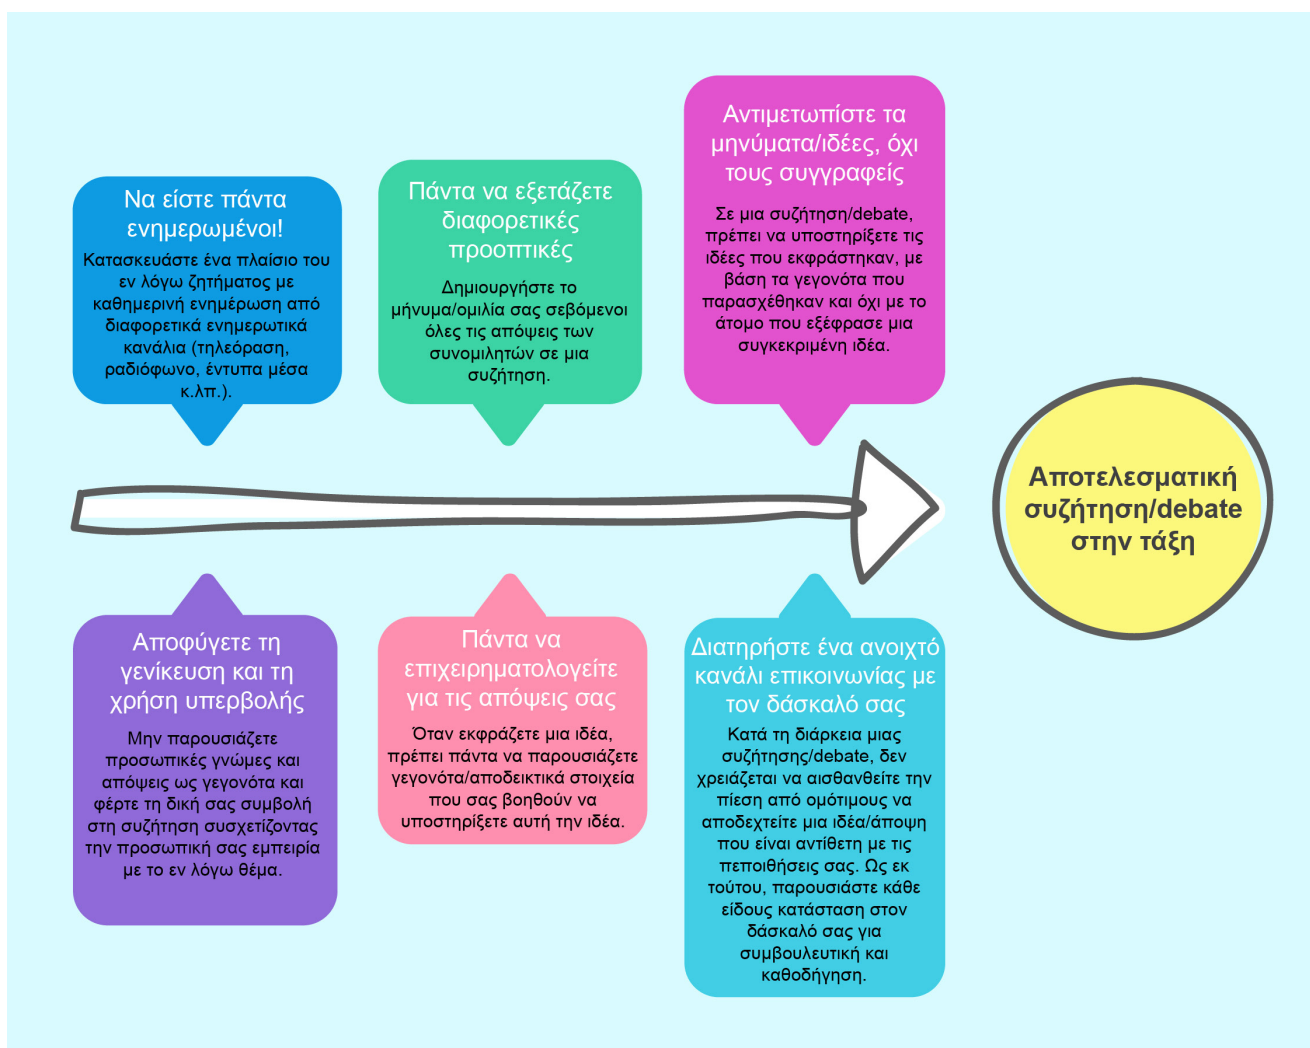 Να είστε πάντα
ενημερωμένοι!
Κατασκευάστε ένα πλαίσιο του
εν λόγω ζητήματος με
καθημερινή ενημέρωση από
διαφορετικά ενημερωτικά
κανάλια (τηλεόραση,
ραδιόφωνο, έντυπα μέσα
κ.λπ.).
Πάντα να εξετάζετε
διαφορετικές
προοπτικές
Δημιουργήστε το
μήνυμα/ομιλία σας σεβόμενοι
όλες τις απόψεις των
συνομιλητών σε μια
συζήτηση.
Αντιμετωπίστε τα
μηνύματα/ιδέες, όχι
τους συγγραφείς
Σε μια συζήτηση/debate,
πρέπει να υποστηρίξετε τις
ιδέες που εκφράστηκαν, με
βάση τα γεγονότα που
παρασχέθηκαν και όχι με το
άτομο που εξέφρασε μια
συγκεκριμένη ιδέα.
Αποτελεσματική
συζήτηση/debate
στην τάξη
Αποφύγετε τη
γενίκευση και τη
χρήση υπερβολής
Μην παρουσιάζετε
προσωπικές γνώμες και
απόψεις ως γεγονότα και
φέρτε τη δική σας συμβολή
στη συζήτηση συσχετίζοντας
την προσωπική σας εμπειρία
με το εν λόγω θέμα.
Πάντα να
επιχειρηματολογείτε
για τις απόψεις σας
Όταν εκφράζετε μια ιδέα,
πρέπει πάντα να παρουσιάζετε
γεγονότα/αποδεικτικά στοιχεία
που σας βοηθούν να
υποστηρίξετε αυτή την ιδέα.
Διατηρήστε ένα ανοιχτό
κανάλι επικοινωνίας με
τον δάσκαλό σας
Κατά τη διάρκεια μιας
συζήτησης/debate, δεν
χρειάζεται να αισθανθείτε την
πίεση από ομότιμους να
αποδεχτείτε μια ιδέα/άποψη
που είναι αντίθετη με τις
πεποιθήσεις σας. Ως εκ
τούτου, παρουσιάστε κάθε
είδους κατάσταση στον
δάσκαλό σας για
συμβουλευτική και
καθοδήγηση.